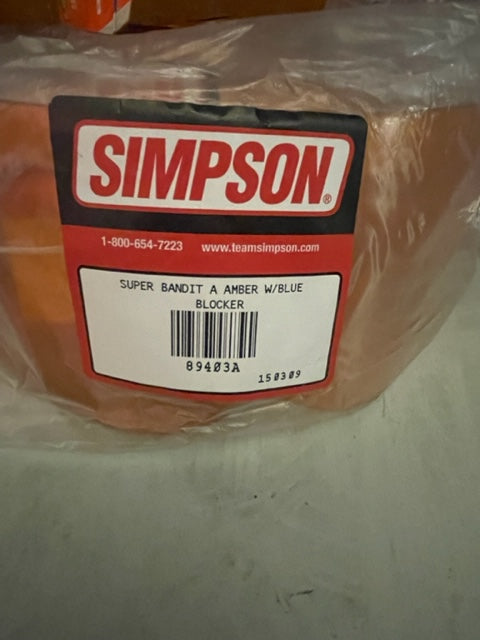 SIMPSON®
1-800-654-7223 www.teamsimpson.com
SUPER BANDIT A AMBER W/BLUE
BLOCKER
89403A
150309